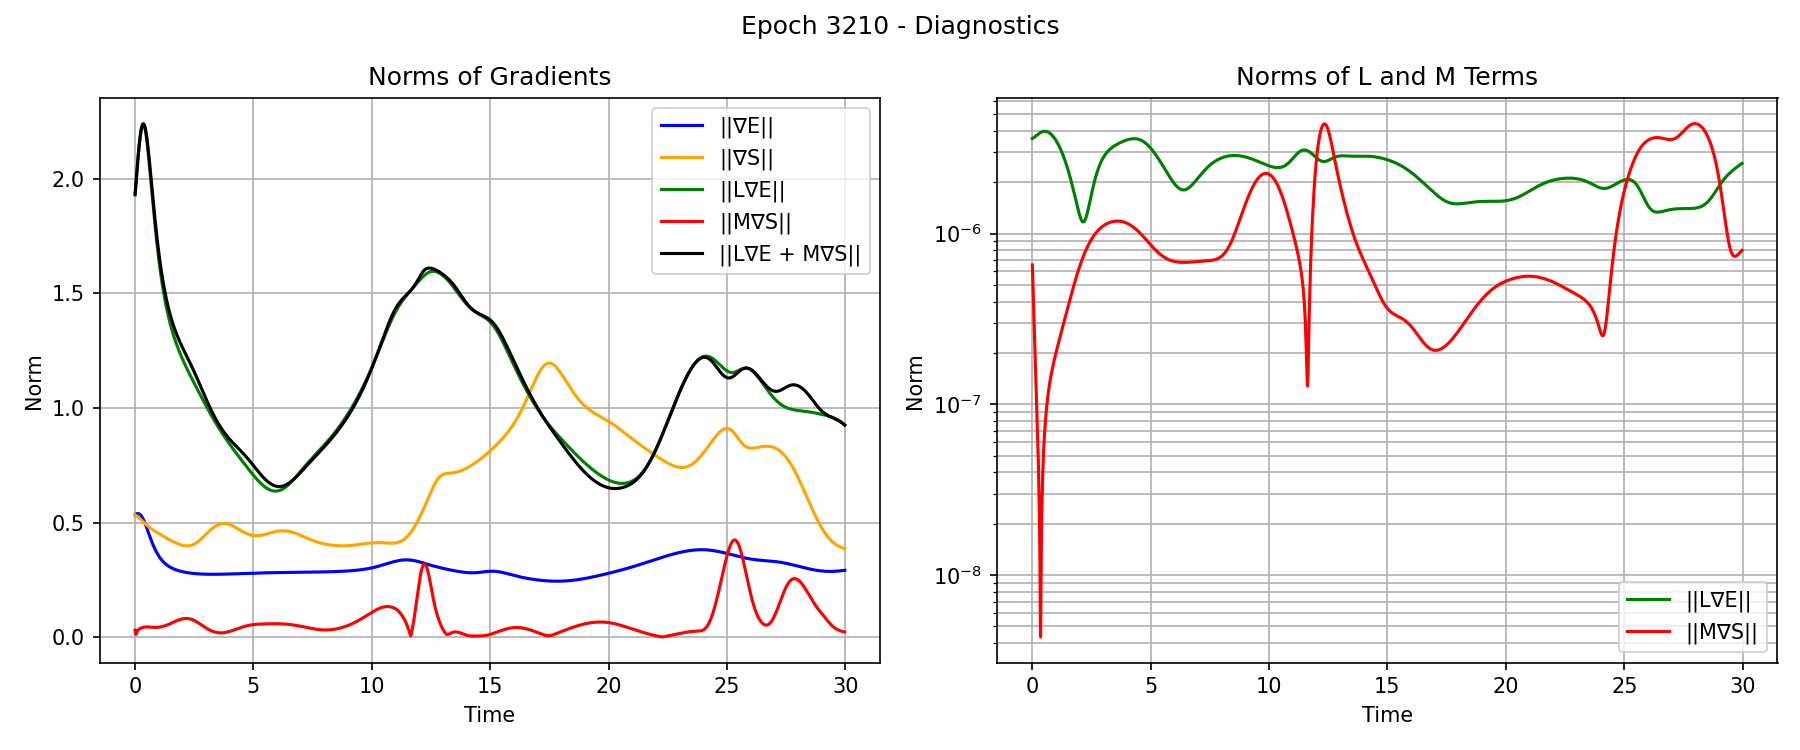 Epoch 3210 - Diagnostics
Norms of Gradients
Norm
2.0
1.5
1.0
0.5
0.0
||∇E||
||∇S||
||L∇E||
||M∇S||
||L∇E + M∇S||
0 5 10 15 20 25 30
Time
Norms of L and M Terms
Norm
10⁻⁶
10⁻⁷
10⁻⁸
||L∇E||
||M∇S||
0 5 10 15 20 25 30
Time